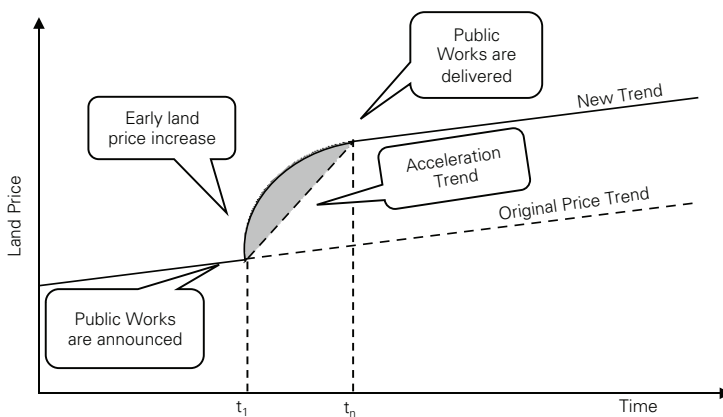 Public
Works are
delivered
New Trend
Early land
price increase
Acceleration
Trend
Original Price Trend
Land Price
Public Works
are announced
t1
tn
Time